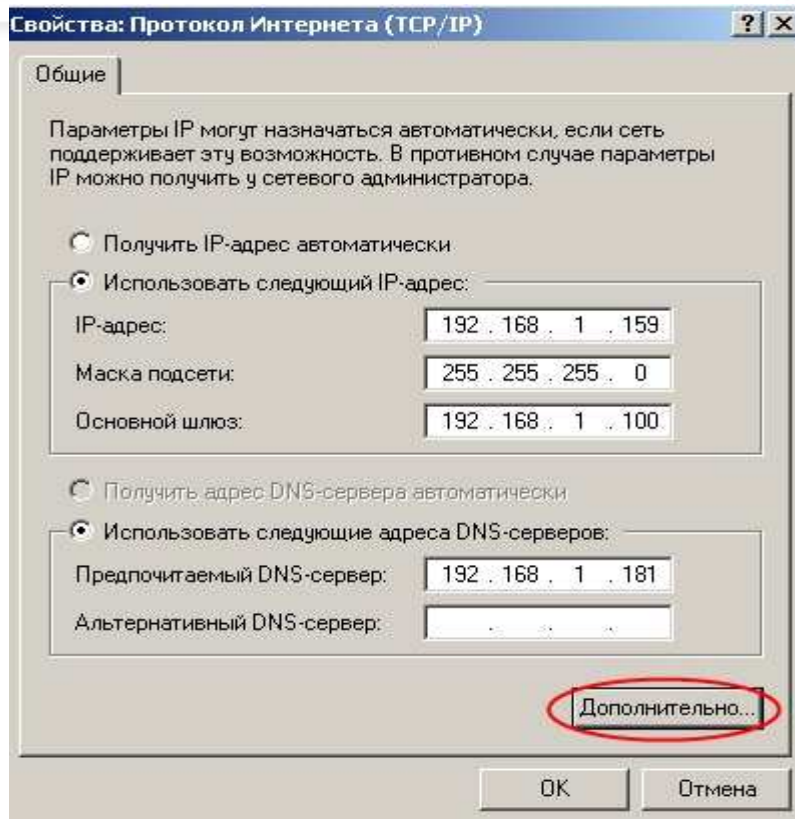 Свойства: Протокол Интернета (TCP/IP)
Общие
Параметры IP могут назначаться автоматически, если сеть
поддерживает эту возможность. В противном случае параметры
IP можно получить у сетевого администратора.
Получить IP-адрес автоматически
Использовать следующий IP-адрес:
IP-адрес: 192 . 168 . 1 . 159
Маска подсети: 255 . 255 . 255 . 0
Основной шлюз: 192 . 168 . 1 . 100
Получить адрес DNS-сервера автоматически
Использовать следующие адреса DNS-серверов:
Предпочитаемый DNS-сервер: 192 . 168 . 1 . 181
Альтернативный DNS-сервер: . . .
Дополнительно...
OK Отмена